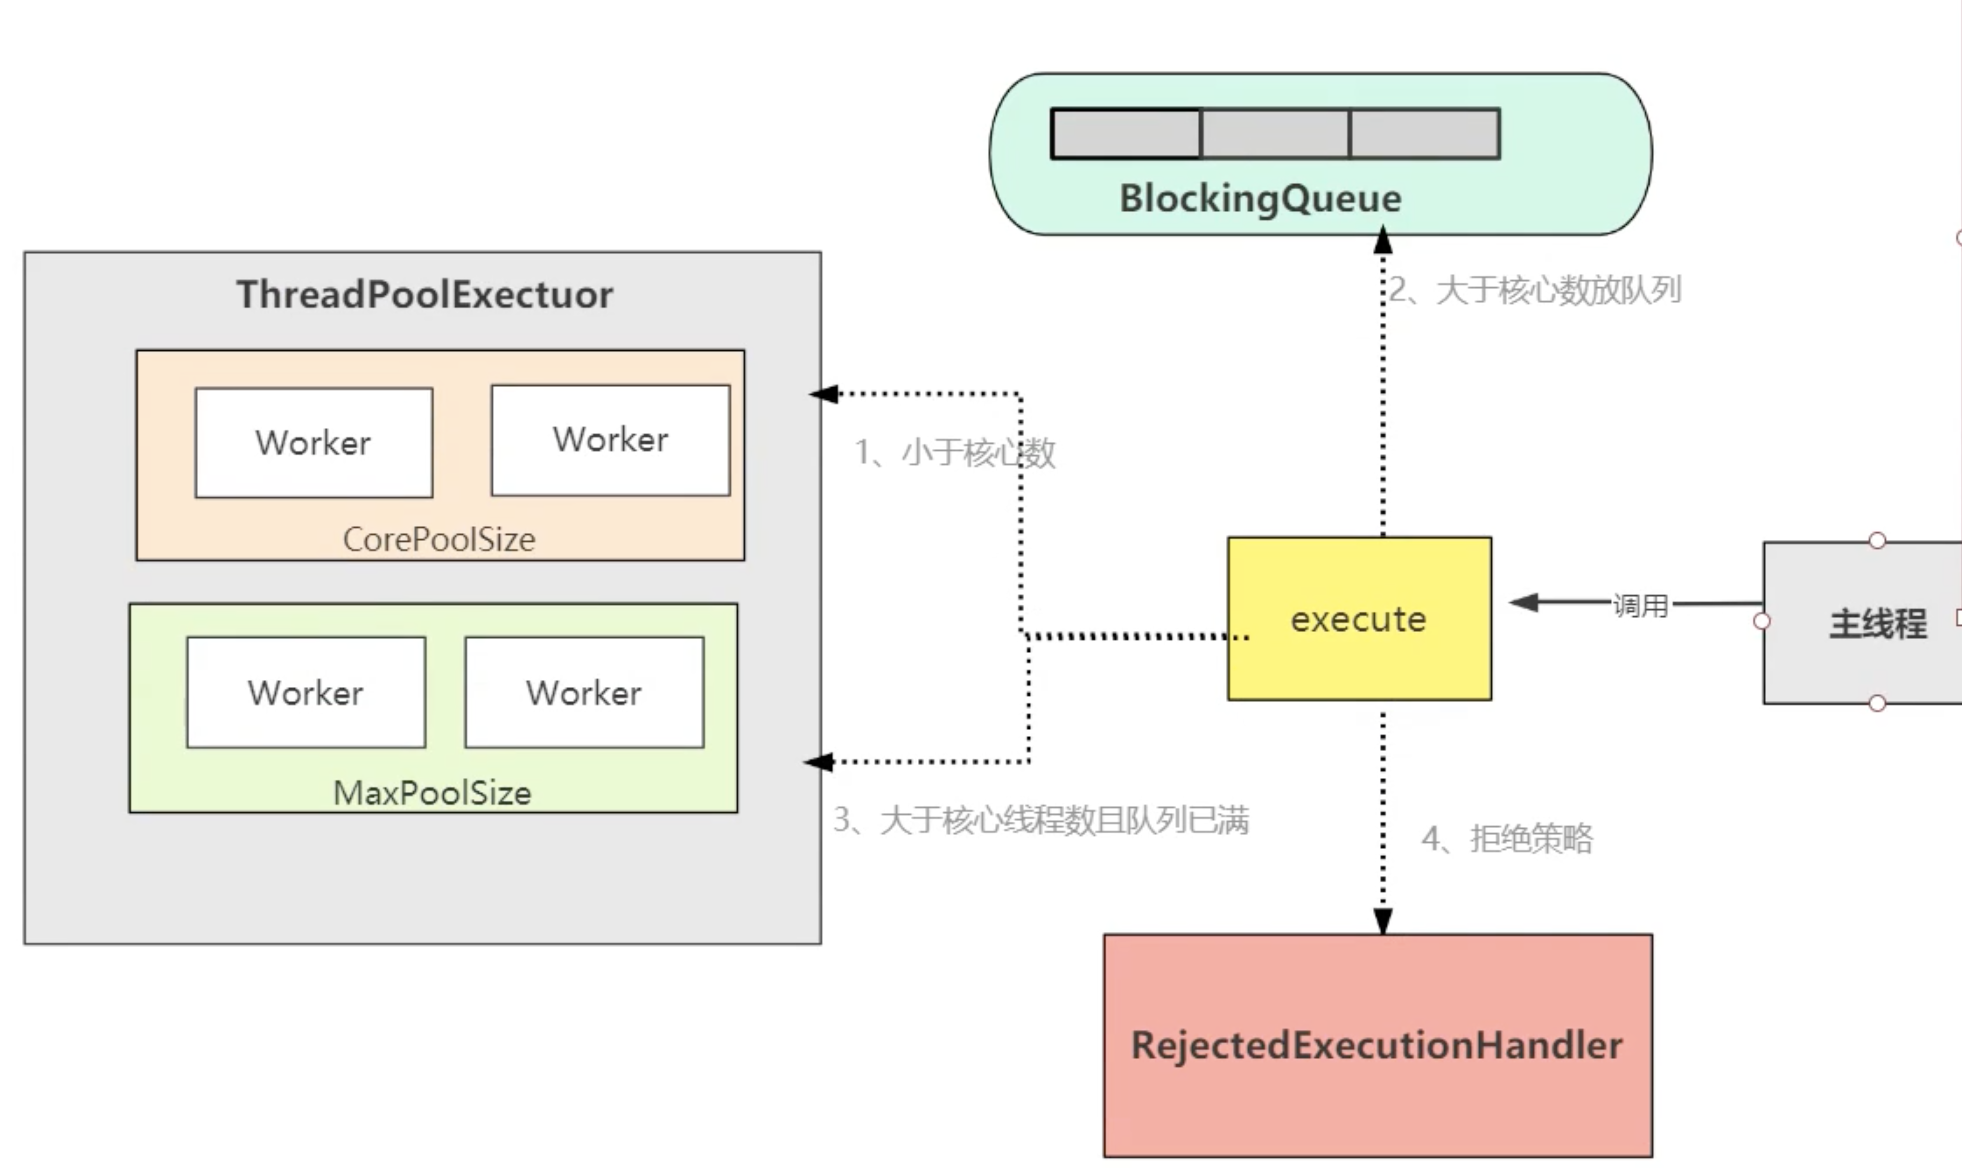 BlockingQueue
2、大于核心数放队列
ThreadPoolExectuor
Worker
Worker
CorePoolSize
1、小于核心数
execute
调用
主线程
Worker
Worker
MaxPoolSize
3、大于核心线程数且队列已满
4、拒绝策略
RejectedExecutionHandler